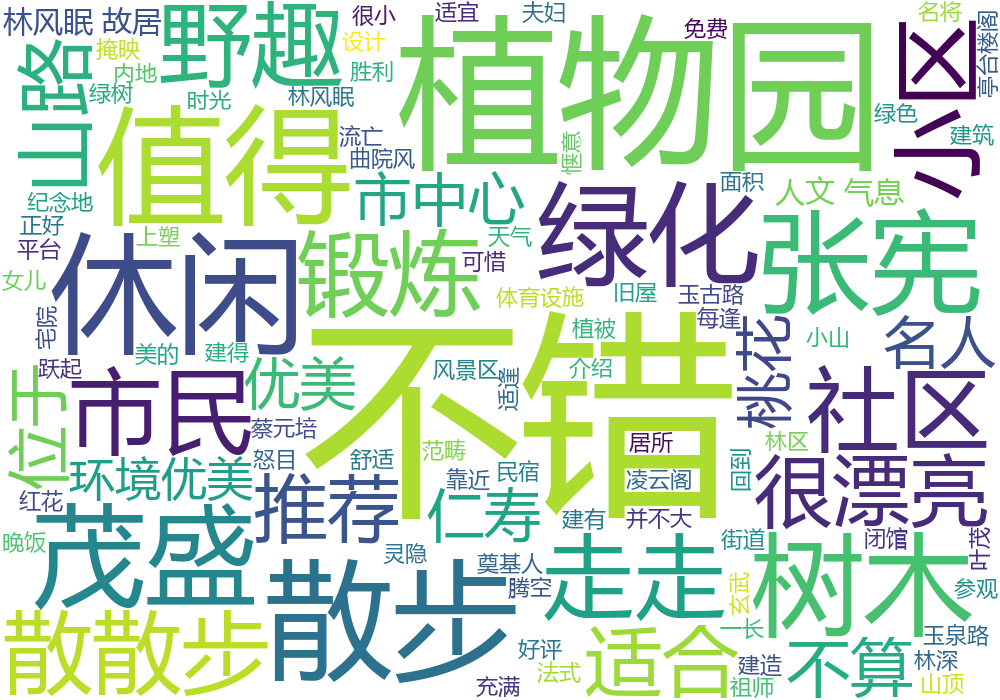 林风眠 故居
掩映
山路
内地
绿树
野趣
时光
很小
设计
胜利
林风眠
适宜
夫妇
植物园
免费
小区
名将
亭台楼阁
绿色
建筑
值得
流亡
曲院风
惬意
面积
人文 气息
纪念地
正好
平台
上塑
市中心
绿化
张宪
女儿
宅院
休闲
锻炼
天气
可惜
体育设施
旧屋
玉古路
每逢
美的
建得
跃起
不错
植被
介绍
桃花
小山
名人
位于
市民
优美
风景区
适逢
社区
蔡元培
范畴
居所
林区
环境优美
怒目
舒适
靠近
民宿
凌云阁
回到
很漂亮
红花
推荐
仁寿
建有
并不大
晚饭
茂盛
灵隐
奠基人
腾空
走走
街道
树木
闭馆
叶茂
玄武
参观
散散步
散步
好评
法式
充满
适合
一长
建造
祖师
不算
玉泉路
林深
山顶